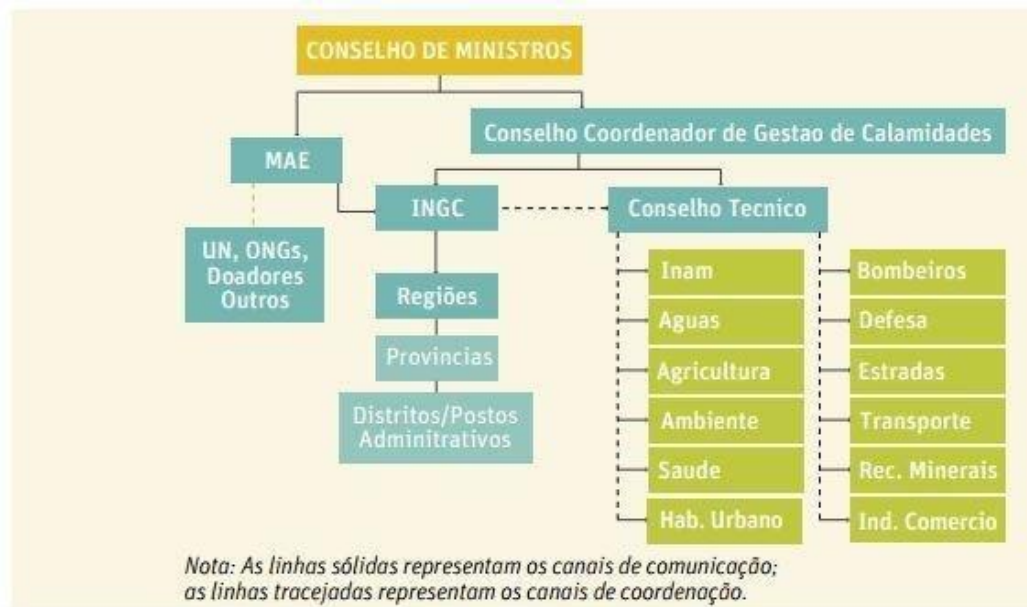 CONSELHO DE MINISTROS
Conselho Coordenador de Gestao de Calamidades
MAE
INGC
Conselho Tecnico
UN, ONGs,
Doadores
Outros
Regiões
Provincias
Distritos/Postos
Adminitrativos
Inam
Aguas
Agricultura
Ambiente
Saude
Hab. Urbano
Bombeiros
Defesa
Estradas
Transporte
Rec. Minerais
Ind. Comercio
Nota: As linhas sólidas representam os canais de comunicação;
as linhas tracejadas representam os canais de coordenação.